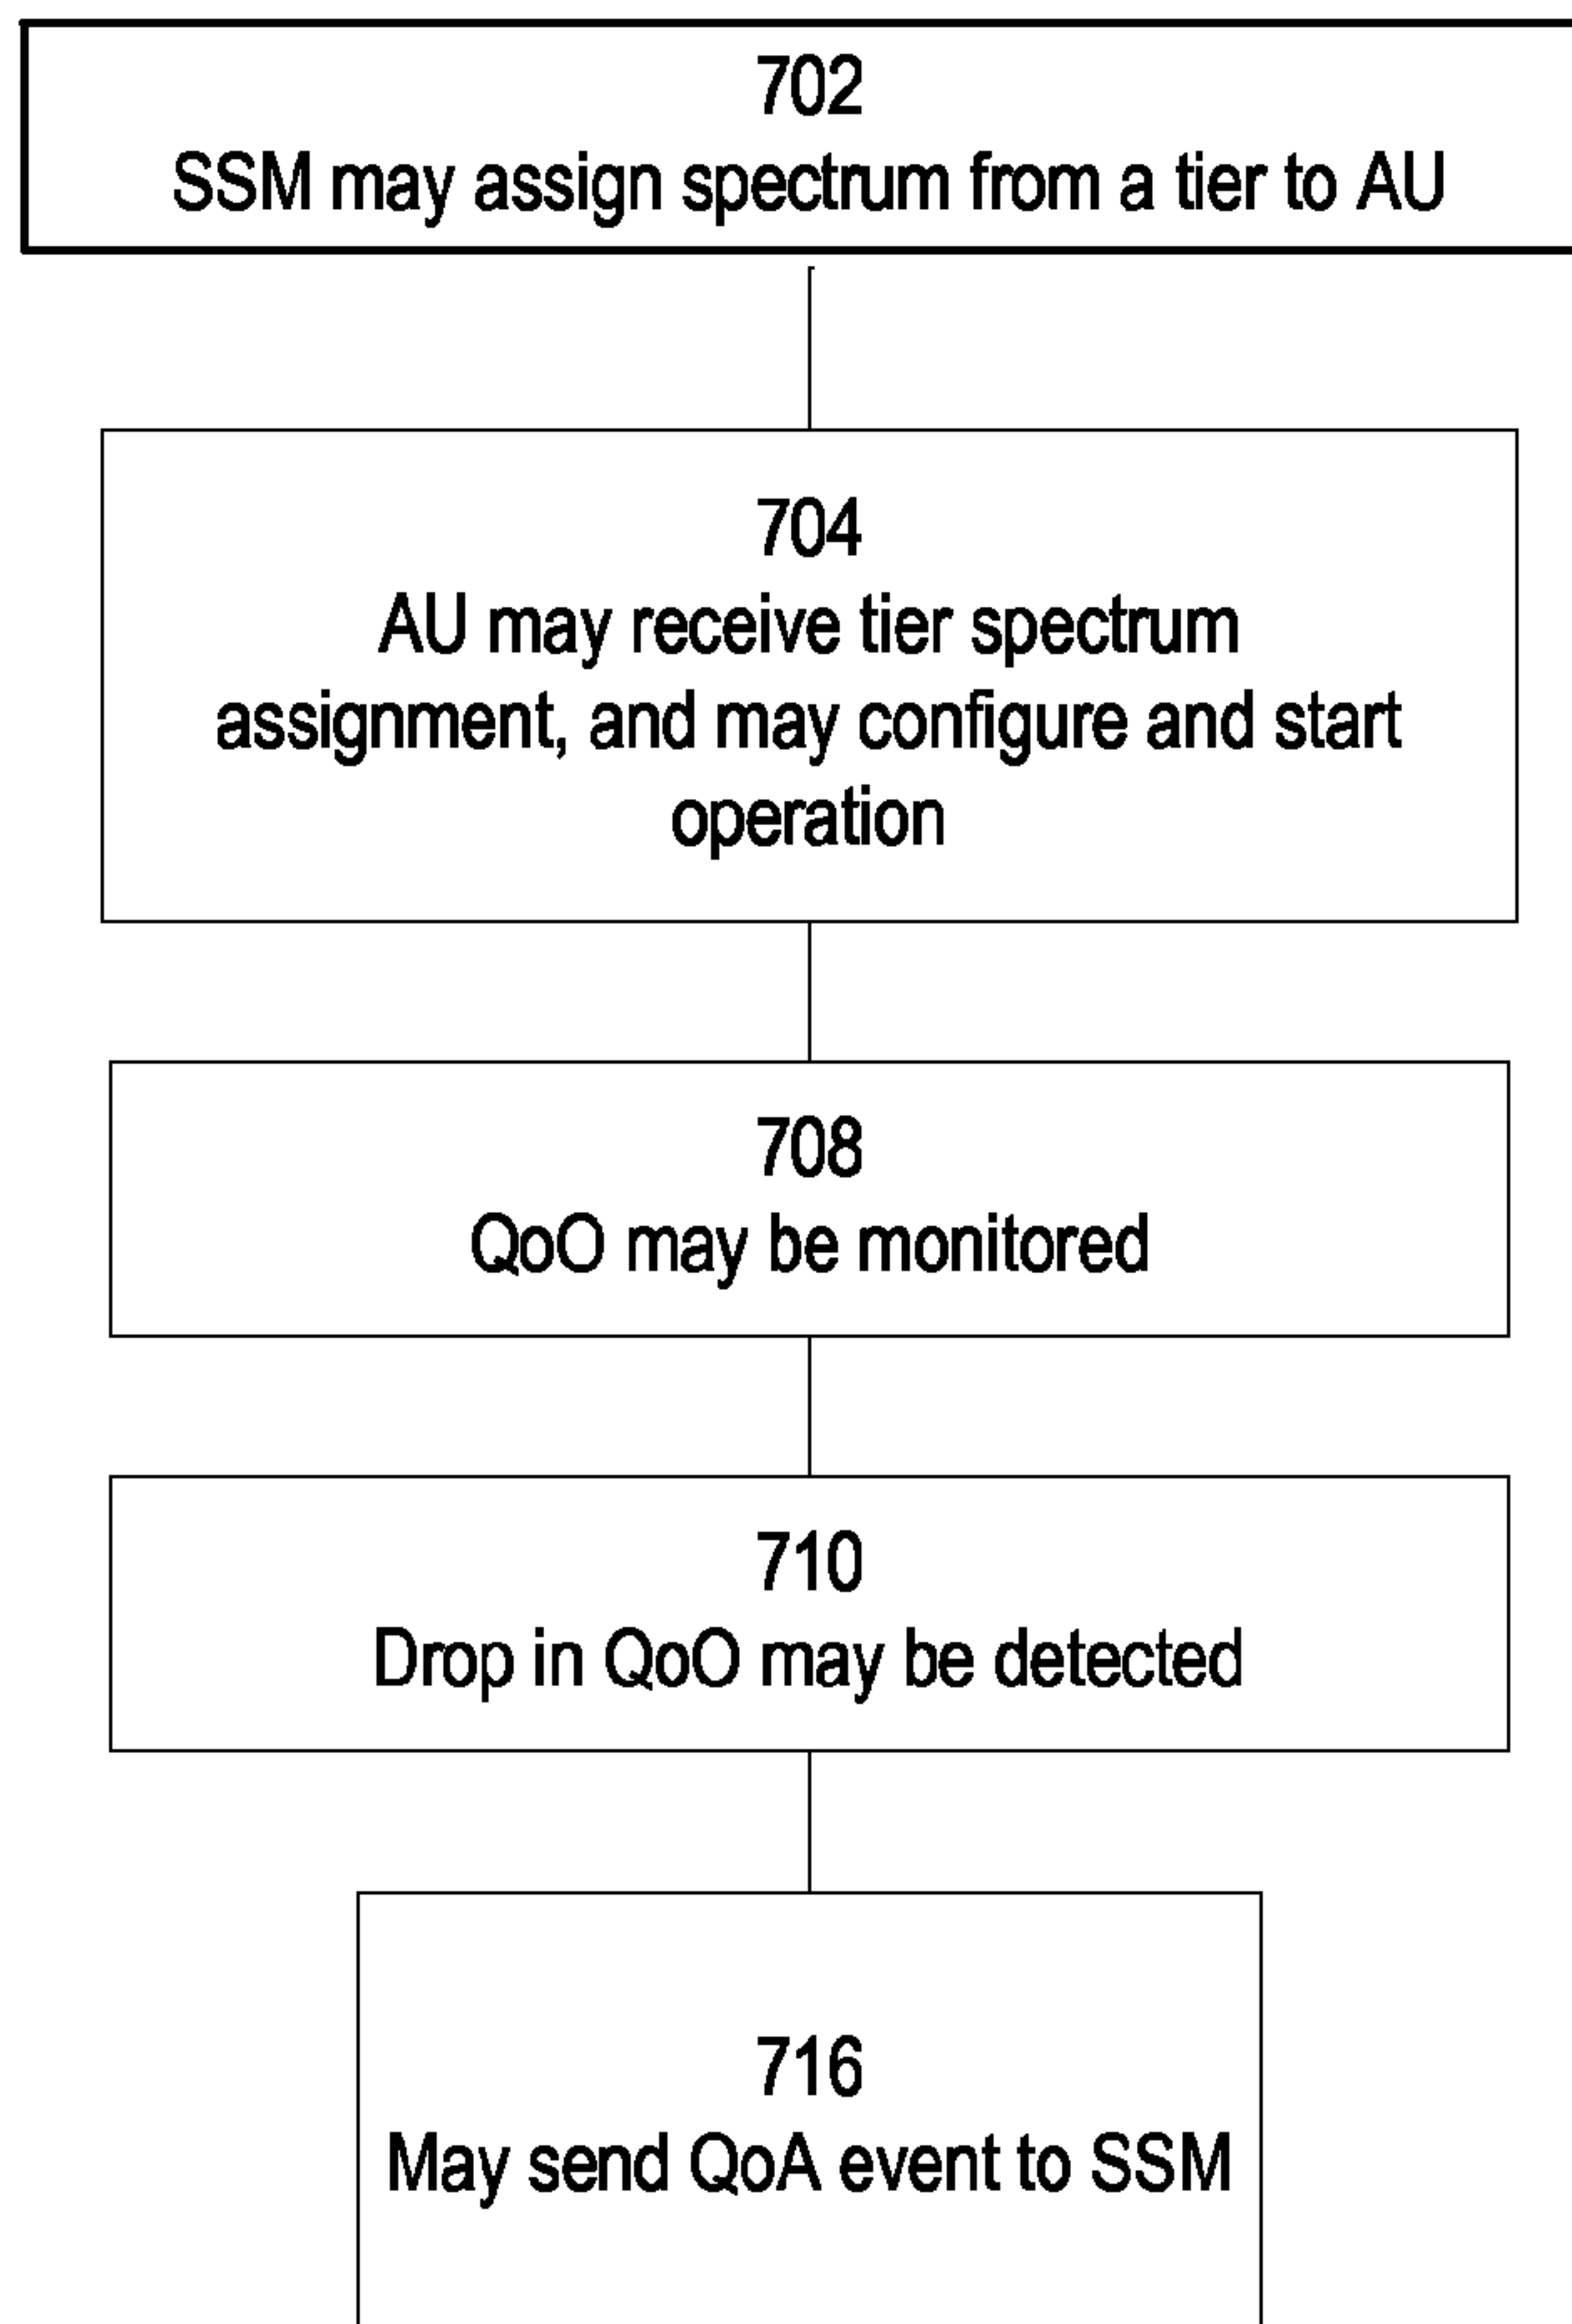 702
SSM may assign spectrum from a tier to AU
704
AU may receive tier spectrum
assignment, and may configure and start
operation
708
QoO may be monitored
710
Drop in QoO may be detected
716
May send QoA event to SSM